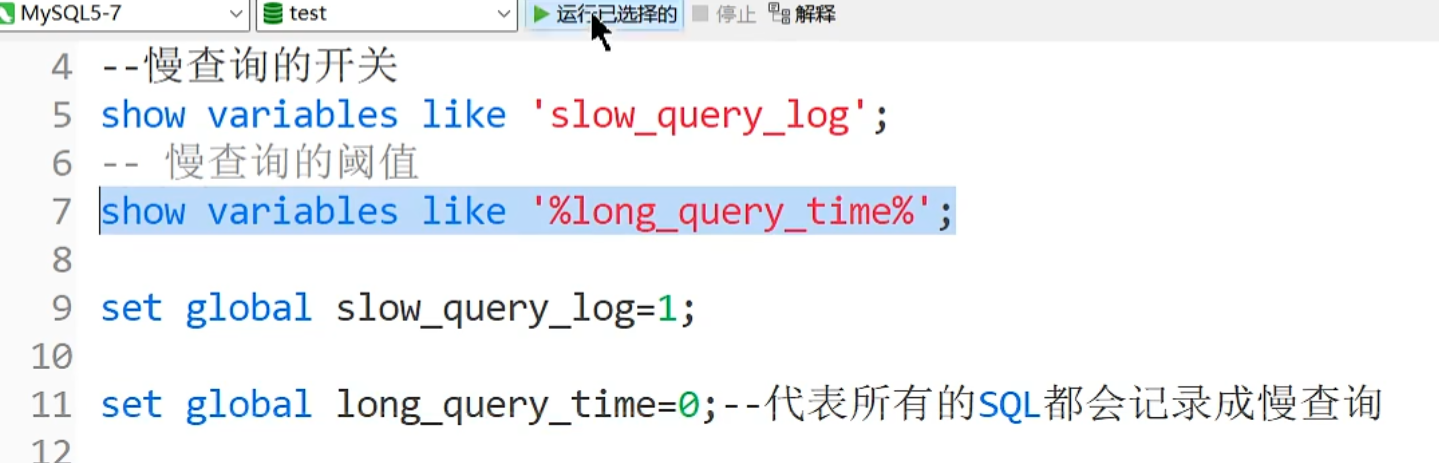 MySQL5-7 test 运行已选择的 停止 解释
4 --慢查询的开关
5 show variables like 'slow_query_log';
6 -- 慢查询的阈值
7 show variables like '%long_query_time%';
8
9 set global slow_query_log=1;
10
11 set global long_query_time=0;--代表所有的SQL都会记录成慢查询
12